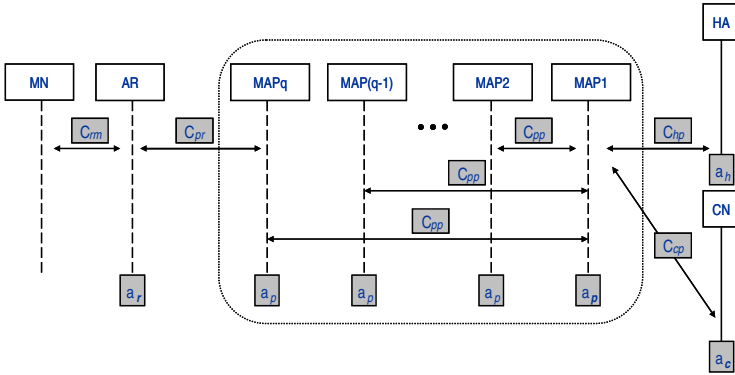 HA
MN
AR
MAPq
MAP(q-1)
MAP2
MAP1
•••
Crm
Cpr
Cpp
Chp
Cpp
ah
CN
Cpp
Ccp
ar
ap
ap
ap
ap
ac